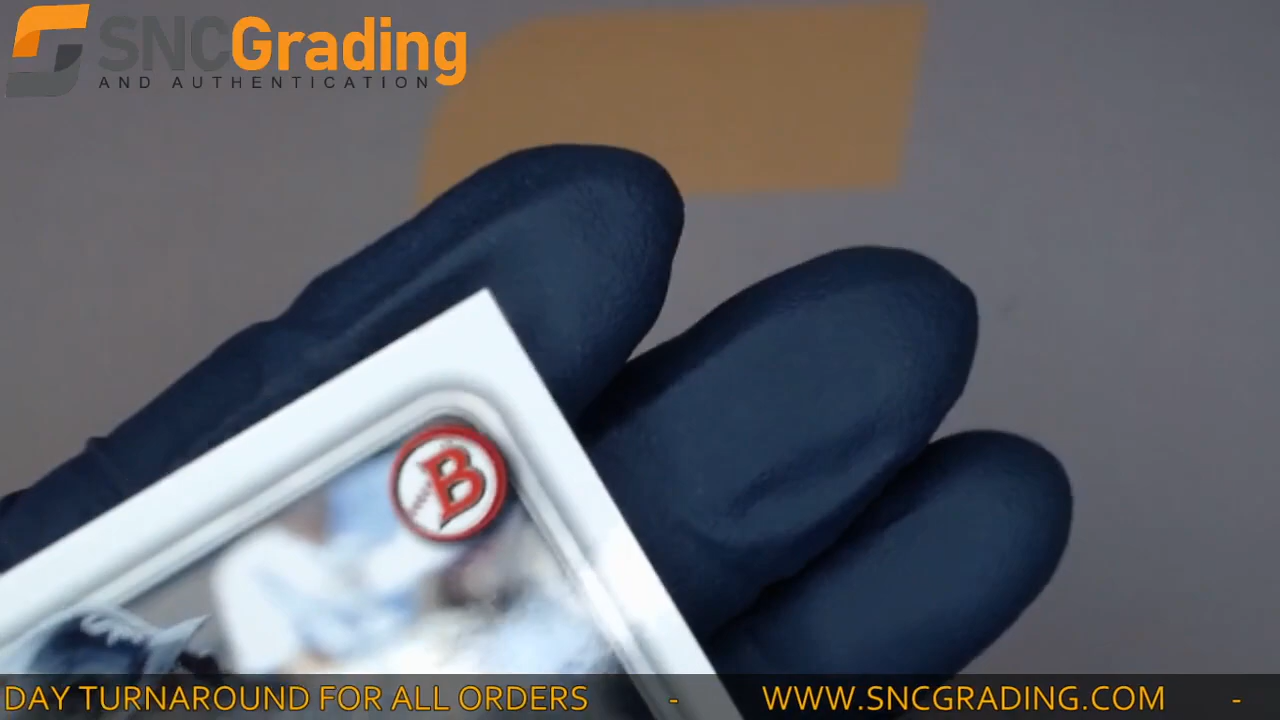 SNCGrading
AND AUTHENTICATION
B
DAY TURNAROUND FOR ALL ORDERS - WWW.SNCGRADING.COM -